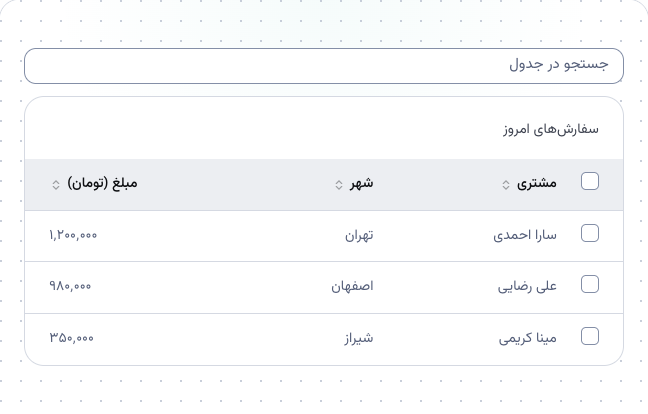 جستجو در جدول
سفارش‌های امروز
مشتری شهر مبلغ (تومان)
سارا احمدی تهران ۱,۲۰۰,۰۰۰
علی رضایی اصفهان ۹۸۰,۰۰۰
مینا کریمی شیراز ۳۵۰,۰۰۰